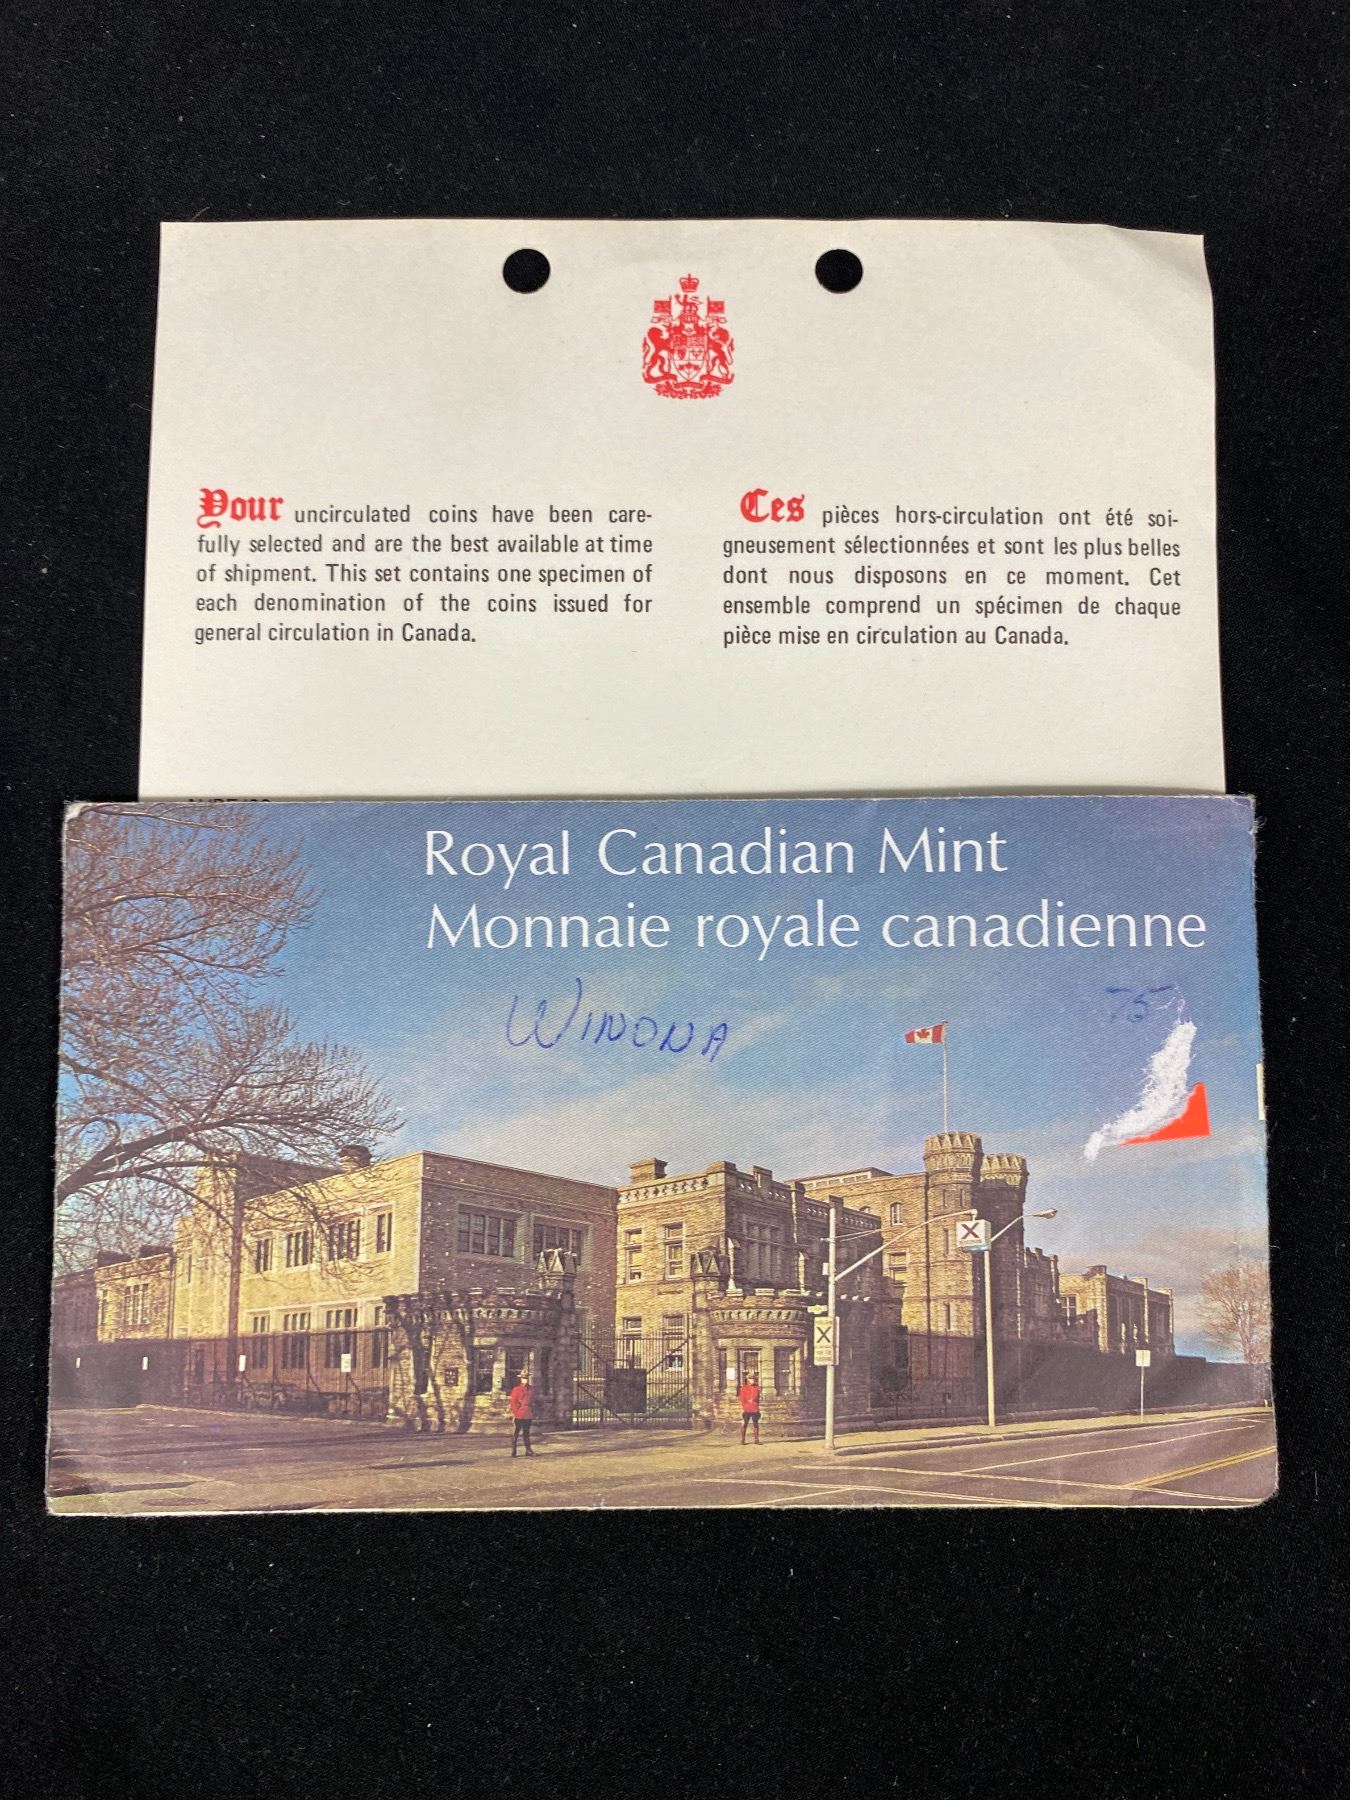 Your uncirculated coins have been care-
fully selected and are the best available at time
of shipment. This set contains one specimen of
each denomination of the coins issued for
general circulation in Canada.
Ces pièces hors-circulation ont été soi-
gneusement sélectionnées et sont les plus belles
dont nous disposons en ce moment. Cet
ensemble comprend un spécimen de chaque
pièce mise en circulation au Canada.
Royal Canadian Mint
Monnaie royale canadienne
WINONA
75
X
X